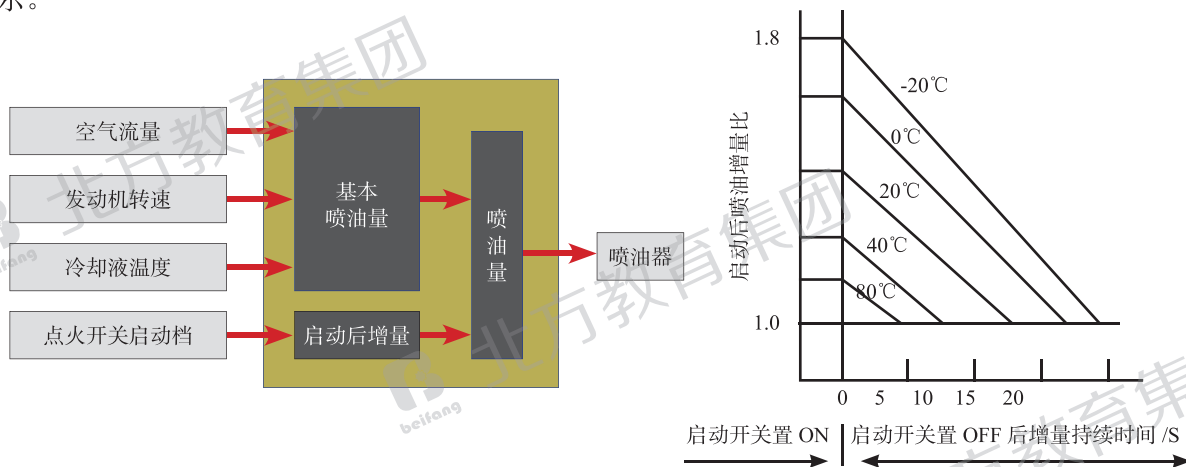 示。
空气流量
发动机转速
冷却液温度
点火开关启动档
基本
喷油量
启动后增量
喷
油
量
喷油器
启动后喷油增量比
1.8
1.0
-20℃
0℃
20℃
40℃
80℃
0 5 10 15 20
启动开关置 ON
启动开关置 OFF 后增量持续时间 /S
北方教育集团
beifang
北方教育集团
beifang
方教育集